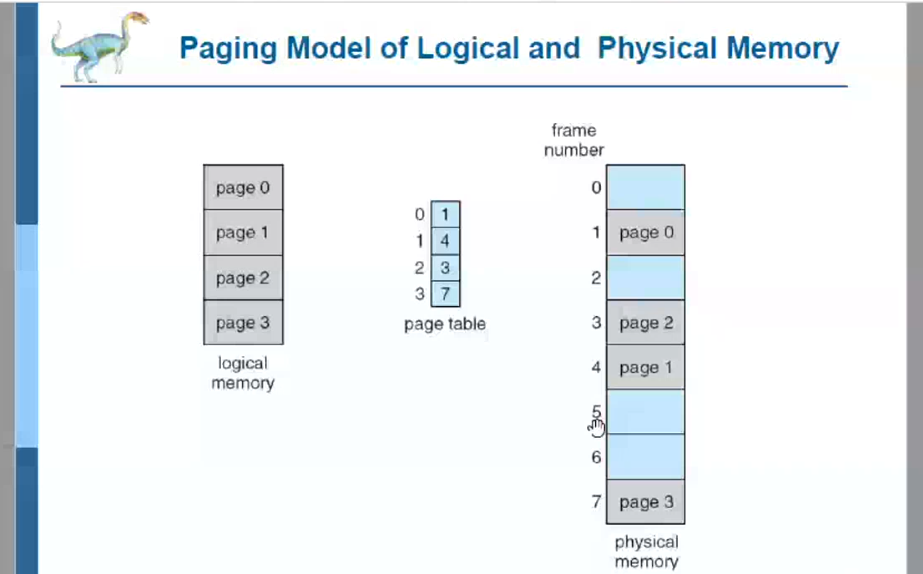 Paging Model of Logical and Physical Memory
page 0
page 1
page 2
page 3
logical
memory
0 1
1 4
2 3
3 7
page table
frame
number
0
1 page 0
2
3 page 2
4 page 1
5
6
7 page 3
physical
memory